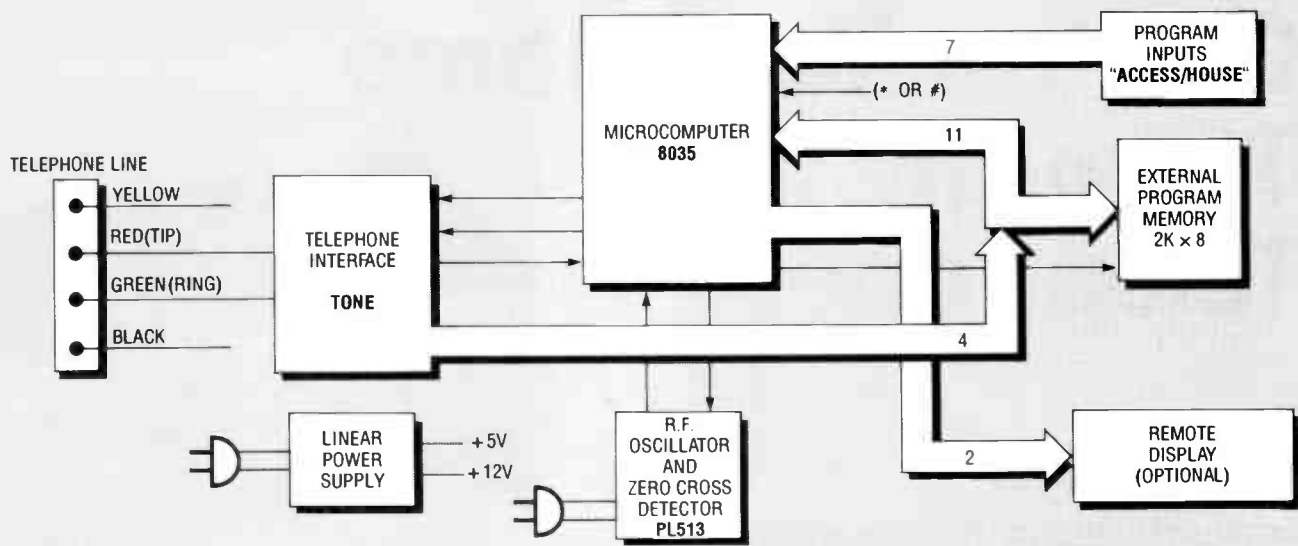 PROGRAM
INPUTS
"ACCESS/HOUSE"
7
(* OR #)
MICROCOMPUTER
8035
11
EXTERNAL
PROGRAM
MEMORY
2K × 8
TELEPHONE LINE
YELLOW
RED(TIP)
GREEN(RING)
BLACK
TELEPHONE
INTERFACE
TONE
4
LINEAR
POWER
SUPPLY
+5V
+12V
R.F.
OSCILLATOR
AND
ZERO CROSS
DETECTOR
PL513
2
REMOTE
DISPLAY
(OPTIONAL)